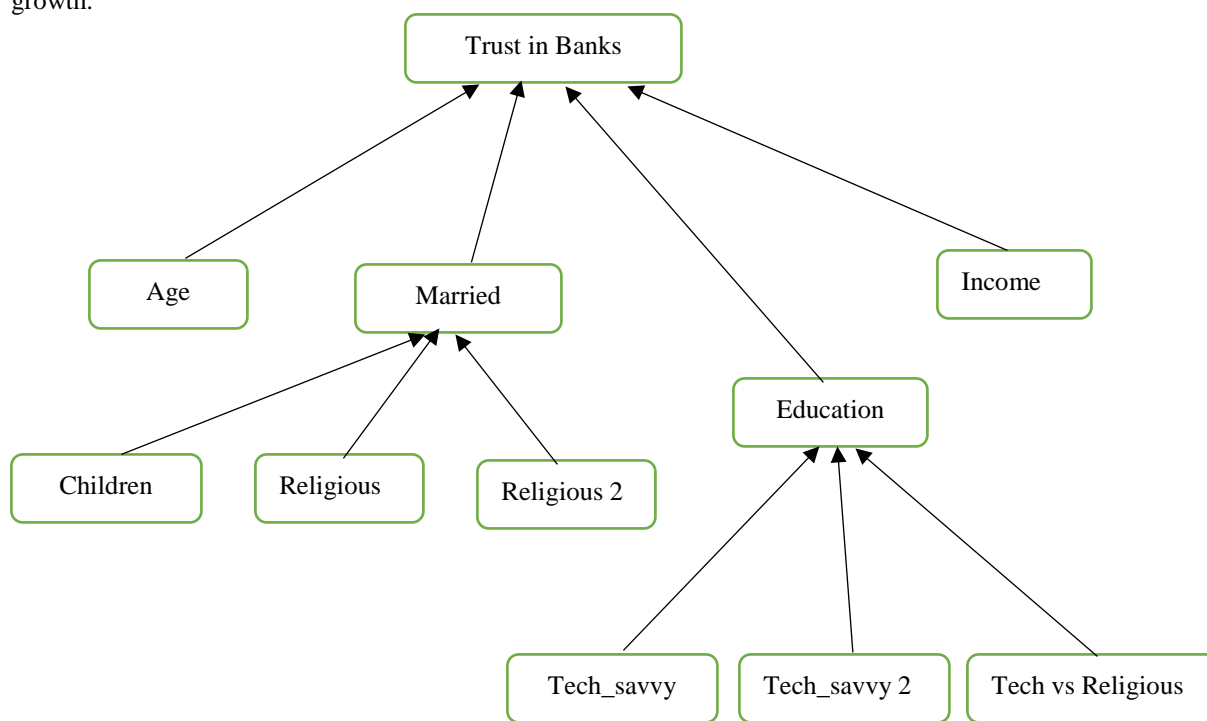 growth.
Trust in Banks
Age
Married
Income
Education
Children
Religious
Religious 2
Tech_savvy
Tech_savvy 2
Tech vs Religious